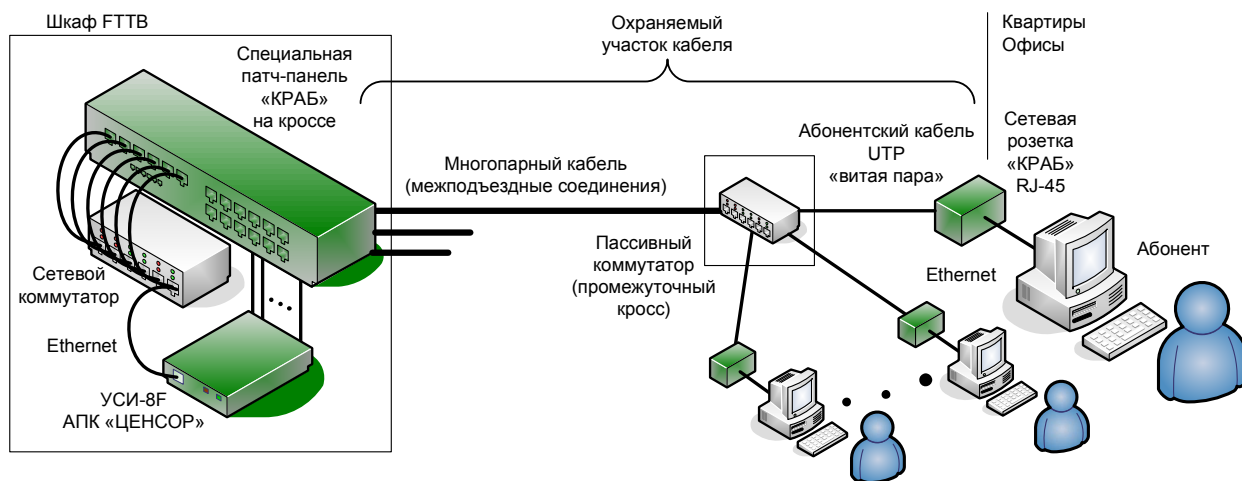 Шкаф FTTB
Специальная
патч-панель
«КРАБ»
на кроссе
Охраняемый
участок кабеля
Квартиры
Офисы
Многопарный кабель
(межподъездные соединения)
Абонентский кабель
UTP
«витая пара»
Сетевая
розетка
«КРАБ»
RJ-45
Сетевой
коммутатор
Пассивный
коммутатор
(промежуточный
кросс)
Ethernet
Абонент
Ethernet
УСИ-8F
АПК «ЦЕНСОР»